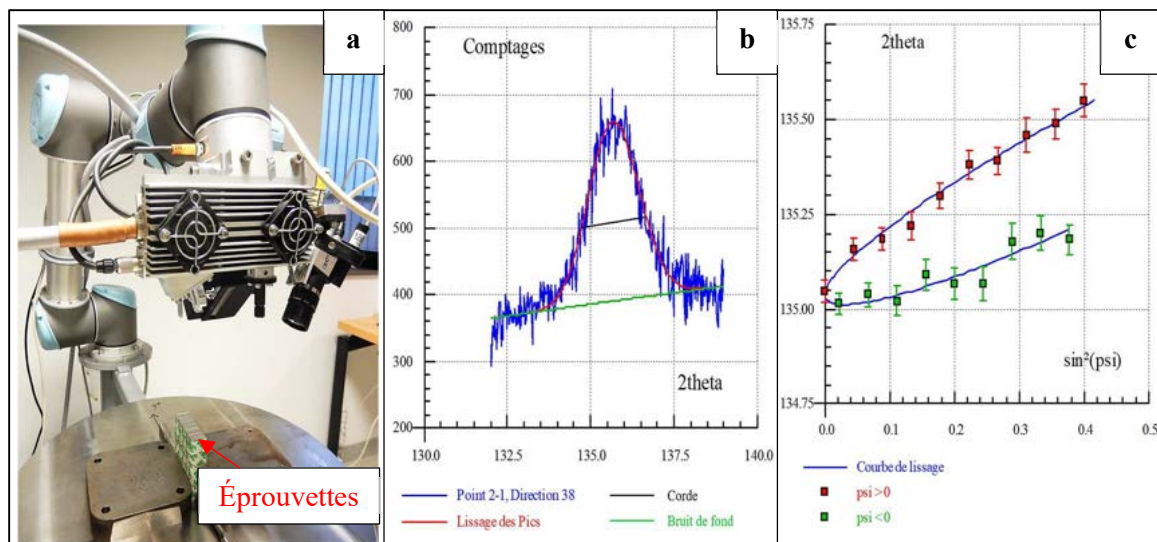 a
Éprouvettes
b
Comptages
800
700
600
500
400
300
200
130.0 132.5 135.0 137.5 140.0
2theta
Point 2-1, Direction 38
Corde
Lissage des Pics
Bruit de fond
c
2theta
135.75
135.50
135.25
135.00
134.75
sin²(psi)
0.0 0.1 0.2 0.3 0.4 0.5
Courbe de lissage
psi >0
psi <0